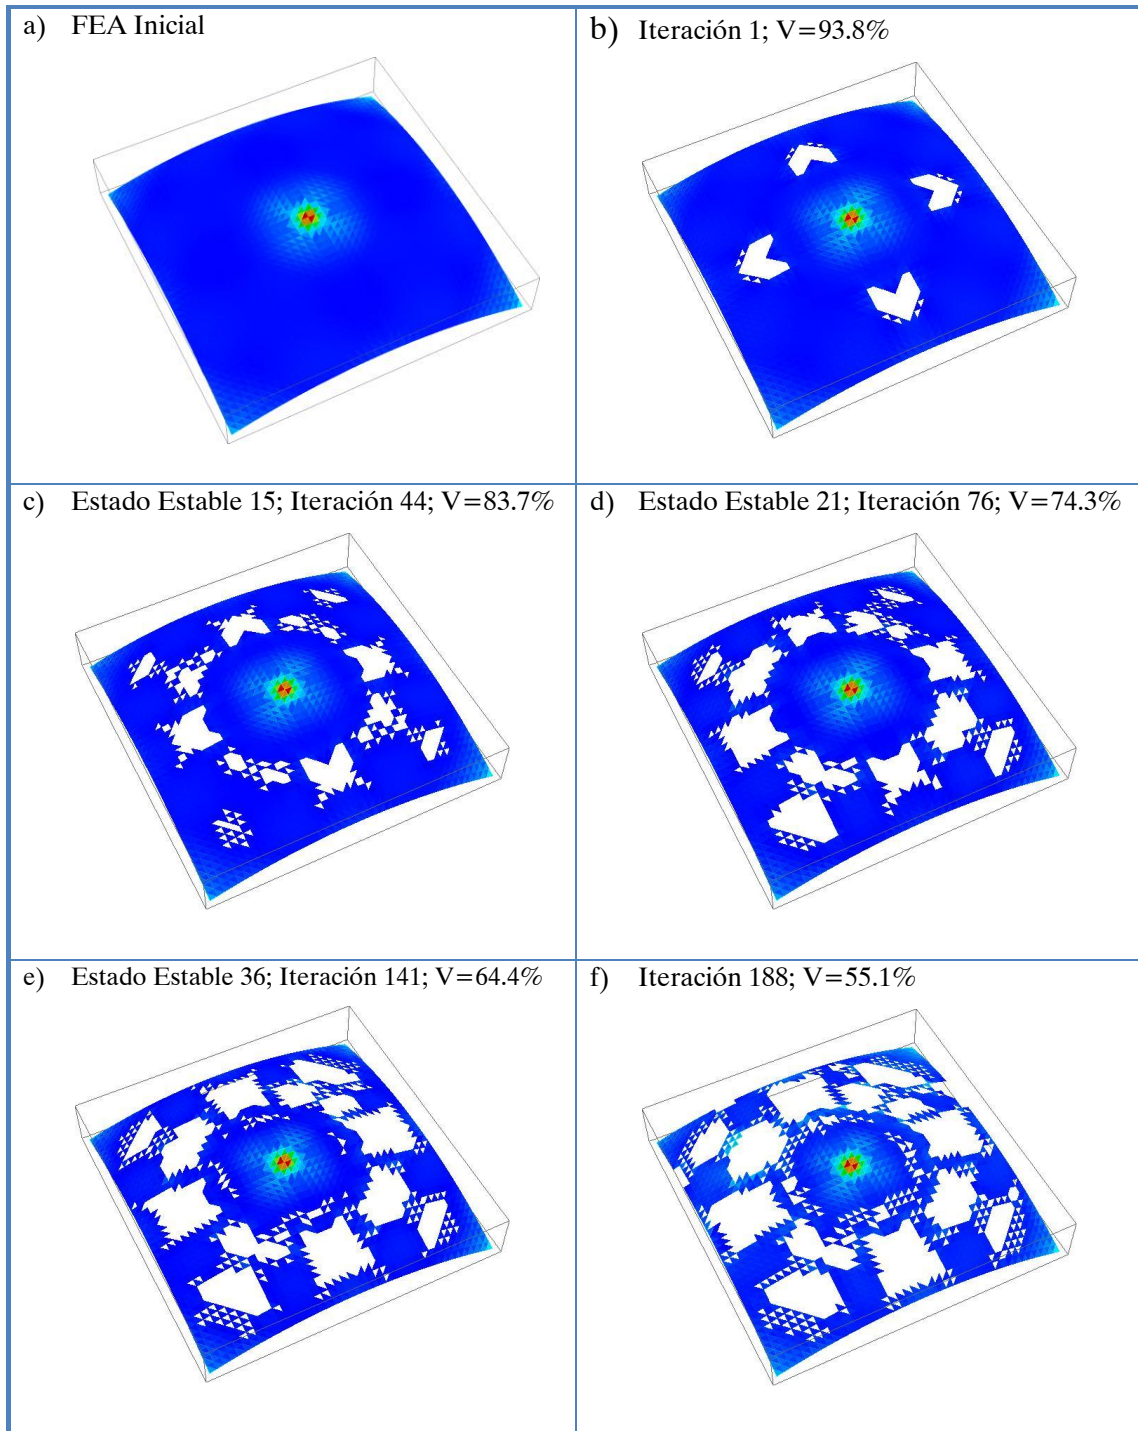 a) FEA Inicial
b) Iteración 1; V=93.8%
c) Estado Estable 15; Iteración 44; V=83.7%
d) Estado Estable 21; Iteración 76; V=74.3%
e) Estado Estable 36; Iteración 141; V=64.4%
f) Iteración 188; V=55.1%